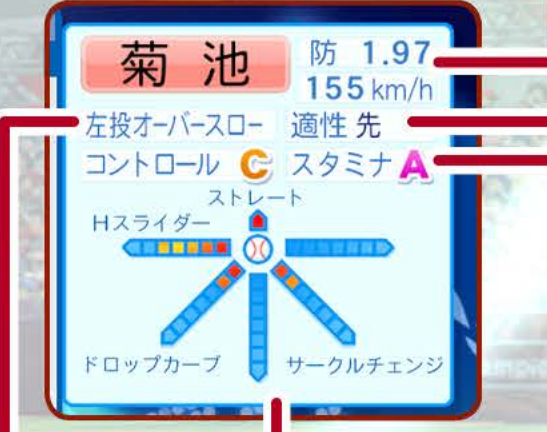 菊池
防 1.97
155 km/h
左投オーバースロー 適性 先
コントロール C スタミナ A
ストレート
Hスライダー
ドロップカーブ サークルチェンジ